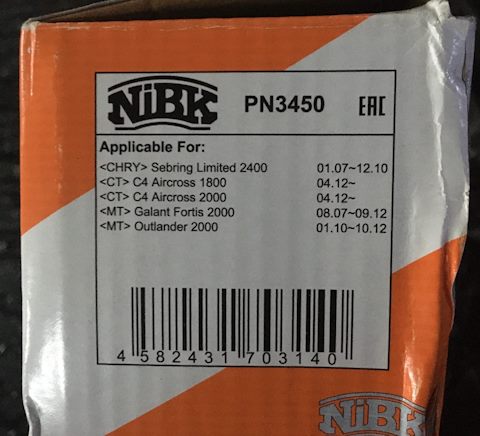 NiBK PN3450 EAC
Applicable For:
<CHRY> Sebring Limited 2400 01.07~12.10
<CT> C4 Aircross 1800 04.12~
<CT> C4 Aircross 2000 04.12~
<MT> Galant Fortis 2000 08.07~09.12
<MT> Outlander 2000 01.10~10.12
4 582431 703140
NiBK